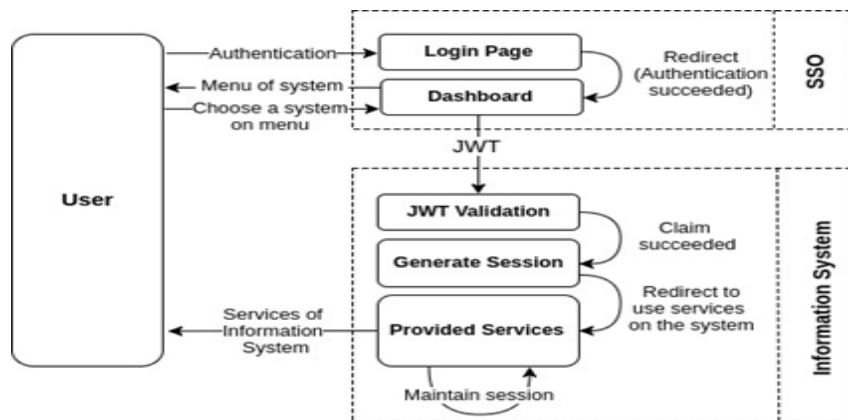 User
Authentication
Login Page
Redirect
(Authentication
succeeded)
SSO
Menu of system
Dashboard
Choose a system
on menu
JWT
JWT Validation
Claim
succeeded
Generate Session
Redirect to
use services
on the system
Information System
Services of
Information
System
Provided Services
Maintain session